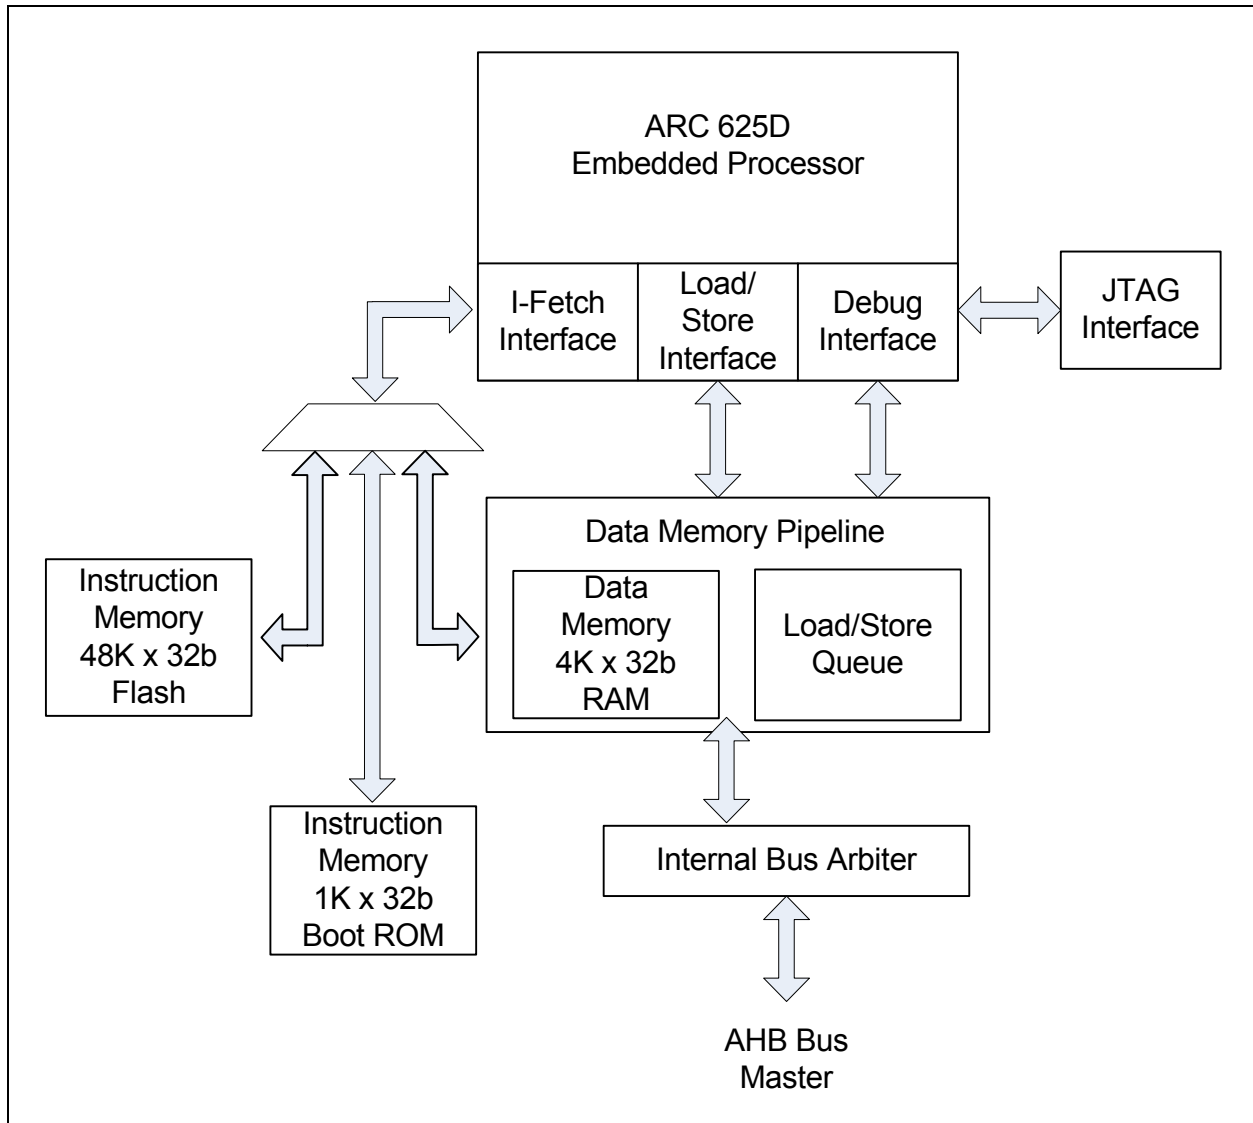 ARC 625D
Embedded Processor
I-Fetch
Interface
Load/
Store
Interface
Debug
Interface
JTAG
Interface
Data Memory Pipeline
Data
Memory
4K x 32b
RAM
Load/Store
Queue
Instruction
Memory
48K x 32b
Flash
Instruction
Memory
1K x 32b
Boot ROM
Internal Bus Arbiter
AHB Bus
Master